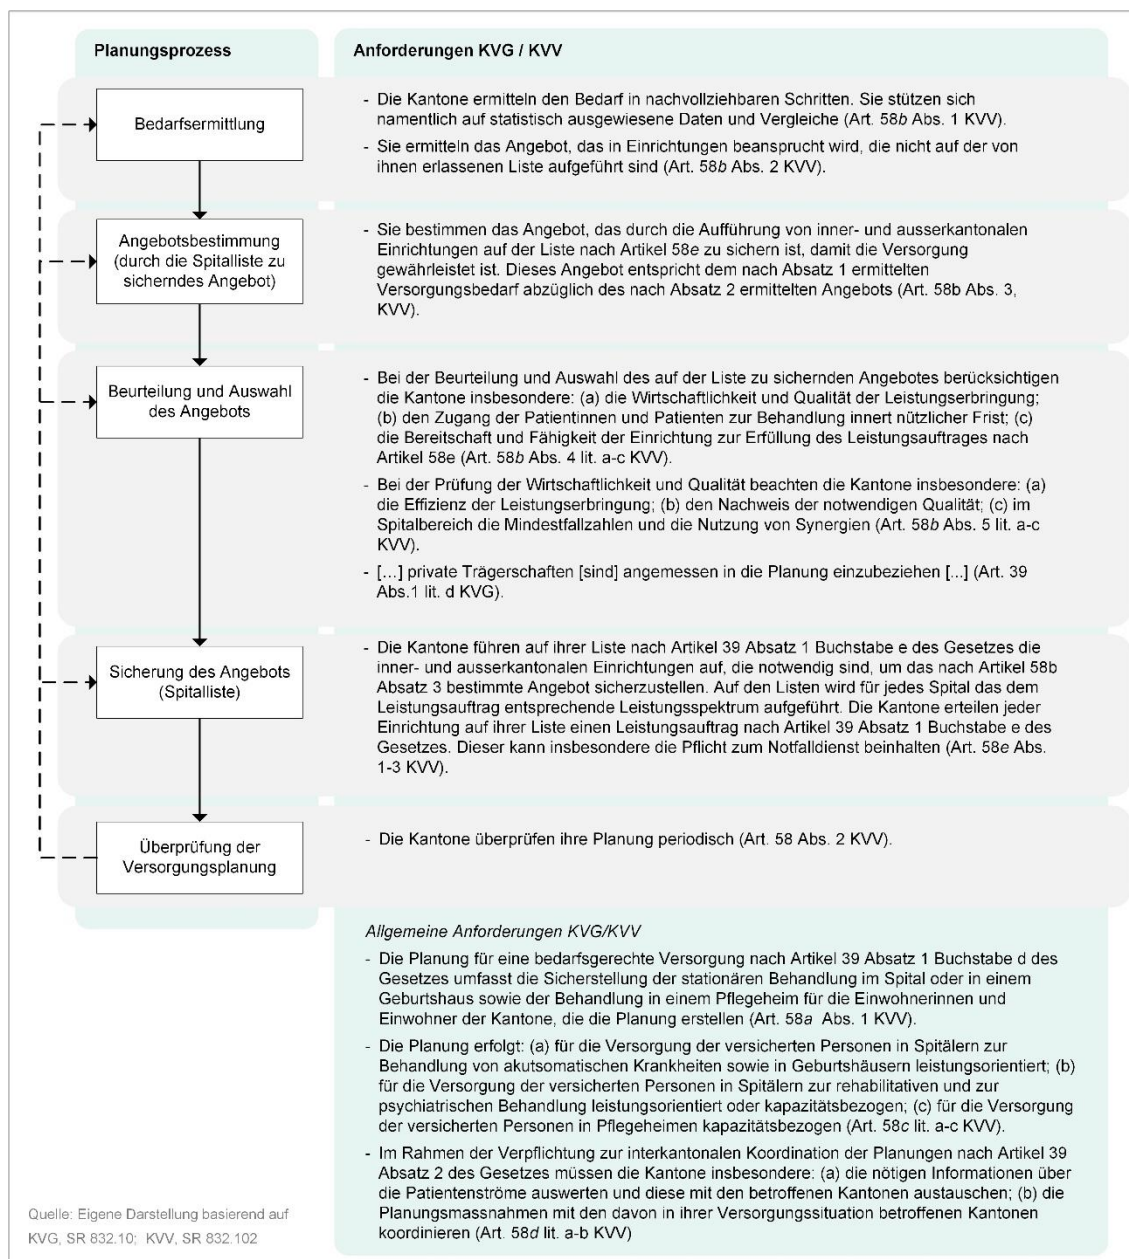 Planungsprozess
Anforderungen KVG / KVV
Bedarfsermittlung
- Die Kantone ermitteln den Bedarf in nachvollziehbaren Schritten. Sie stützen sich
namentlich auf statistisch ausgewiesene Daten und Vergleiche (Art. 58b Abs. 1 KVV).
- Sie ermitteln das Angebot, das in Einrichtungen beansprucht wird, die nicht auf der von
ihnen erlassenen Liste aufgeführt sind (Art. 58b Abs. 2 KVV).
Angebotsbestimmung
(durch die Spitalliste zu
sicherndes Angebot)
- Sie bestimmen das Angebot, das durch die Aufführung von inner- und ausserkantonalen
Einrichtungen auf der Liste nach Artikel 58e zu sichern ist, damit die Versorgung
gewährleistet ist. Dieses Angebot entspricht dem nach Absatz 1 ermittelten
Versorgungsbedarf abzüglich des nach Absatz 2 ermittelten Angebots (Art. 58b Abs. 3,
KVV).
Beurteilung und Auswahl
des Angebots
- Bei der Beurteilung und Auswahl des auf der Liste zu sichernden Angebotes berücksichtigen
die Kantone insbesondere: (a) die Wirtschaftlichkeit und Qualität der Leistungserbringung;
(b) den Zugang der Patientinnen und Patienten zur Behandlung innert nützlicher Frist; (c)
die Bereitschaft und Fähigkeit der Einrichtung zur Erfüllung des Leistungsauftrages nach
Artikel 58e (Art. 58b Abs. 4 lit. a-c KVV).
- Bei der Prüfung der Wirtschaftlichkeit und Qualität beachten die Kantone insbesondere: (a)
die Effizienz der Leistungserbringung; (b) den Nachweis der notwendigen Qualität; (c) im
Spitalbereich die Mindestfallzahlen und die Nutzung von Synergien (Art. 58b Abs. 5 lit. a-c
KVV).
- […] private Trägerschaften [sind] angemessen in die Planung einzubeziehen [...] (Art. 39
Abs.1 lit. d KVG).
Sicherung des Angebots
(Spitalliste)
- Die Kantone führen auf ihrer Liste nach Artikel 39 Absatz 1 Buchstabe e des Gesetzes die
inner- und ausserkantonalen Einrichtungen auf, die notwendig sind, um das nach Artikel 58b
Absatz 3 bestimmte Angebot sicherzustellen. Auf den Listen wird für jedes Spital das dem
Leistungsauftrag entsprechende Leistungsspektrum aufgeführt. Die Kantone erteilen jeder
Einrichtung auf ihrer Liste einen Leistungsauftrag nach Artikel 39 Absatz 1 Buchstabe e des
Gesetzes. Dieser kann insbesondere die Pflicht zum Notfalldienst beinhalten (Art. 58e Abs.
1-3 KVV).
Überprüfung der
Versorgungsplanung
- Die Kantone überprüfen ihre Planung periodisch (Art. 58 Abs. 2 KVV).
Allgemeine Anforderungen KVG/KVV
- Die Planung für eine bedarfsgerechte Versorgung nach Artikel 39 Absatz 1 Buchstabe d des
Gesetzes umfasst die Sicherstellung der stationären Behandlung im Spital oder in einem
Geburtshaus sowie der Behandlung in einem Pflegeheim für die Einwohnerinnen und
Einwohner der Kantone, die die Planung erstellen (Art. 58a Abs. 1 KVV).
- Die Planung erfolgt: (a) für die Versorgung der versicherten Personen in Spitälern zur
Behandlung von akutsomatischen Krankheiten sowie in Geburtshäusern leistungsorientiert; (b)
für die Versorgung der versicherten Personen in Spitälern zur rehabilitativen und zur
psychiatrischen Behandlung leistungsorientiert oder kapazitätsbezogen; (c) für die Versorgung
der versicherten Personen in Pflegeheimen kapazitätsbezogen (Art. 58c lit. a-c KVV).
- Im Rahmen der Verpflichtung zur interkantonalen Koordination der Planungen nach Artikel 39
Absatz 2 des Gesetzes müssen die Kantone insbesondere: (a) die nötigen Informationen über
die Patientenströme auswerten und diese mit den betroffenen Kantonen austauschen; (b) die
Planungsmassnahmen mit den davon in ihrer Versorgungssituation betroffenen Kantonen
koordinieren (Art. 58d lit. a-b KVV)
Quelle: Eigene Darstellung basierend auf
KVG, SR 832.10; KVV, SR 832.102